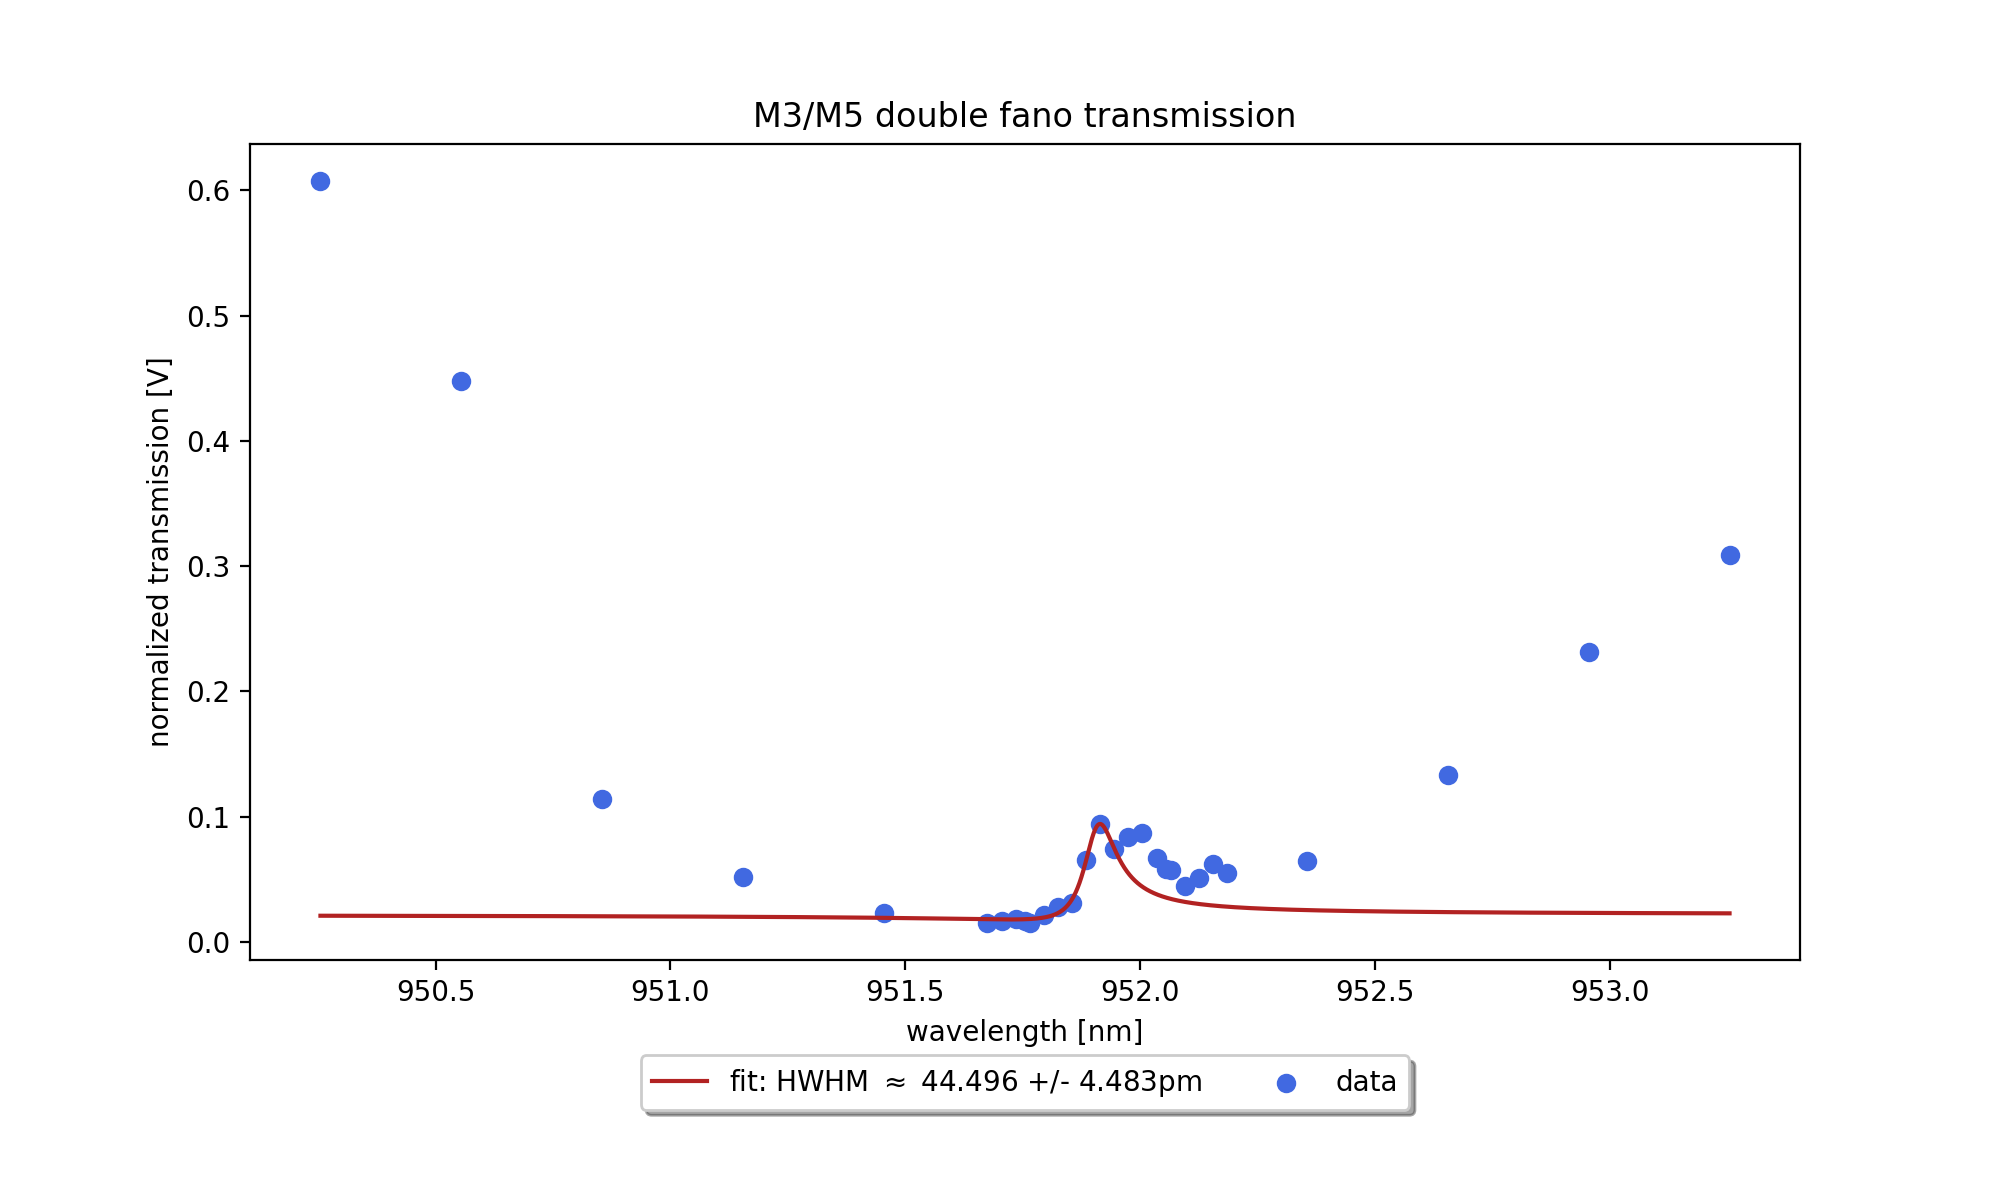 M3/M5 double fano transmission
normalized transmission [V]
0.6
0.5
0.4
0.3
0.2
0.1
0.0
950.5 951.0 951.5 952.0 952.5 953.0
wavelength [nm]
fit: HWHM ≈ 44.496 +/- 4.483pm data